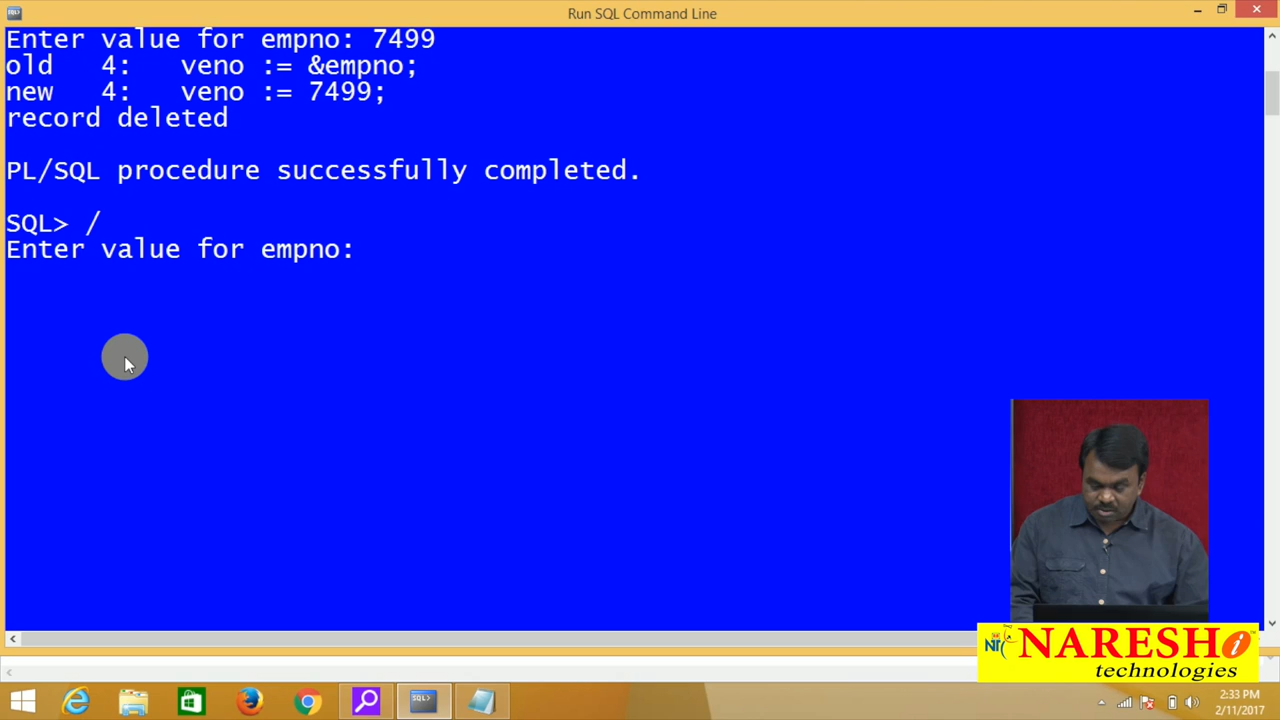 Run SQL Command Line
Enter value for empno: 7499
old   4:    veno := &empno;
new   4:    veno := 7499;
record deleted
PL/SQL procedure successfully completed.
SQL> /
Enter value for empno:
NARESH i
technologies
SQL>
2:33 PM
2/11/2017